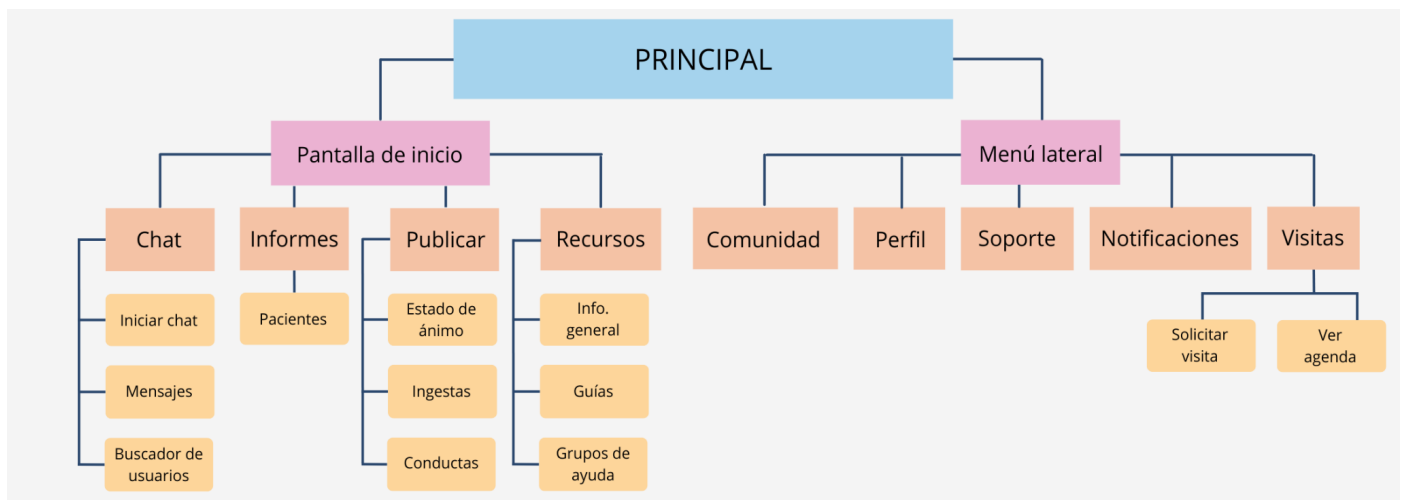 PRINCIPAL
Pantalla de inicio
Menú lateral
Chat
Informes
Publicar
Recursos
Comunidad
Perfil
Soporte
Notificaciones
Visitas
Iniciar chat
Pacientes
Estado de
ánimo
Info.
general
Solicitar
visita
Ver
agenda
Mensajes
Ingestas
Guías
Buscador de
usuarios
Conductas
Grupos de
ayuda